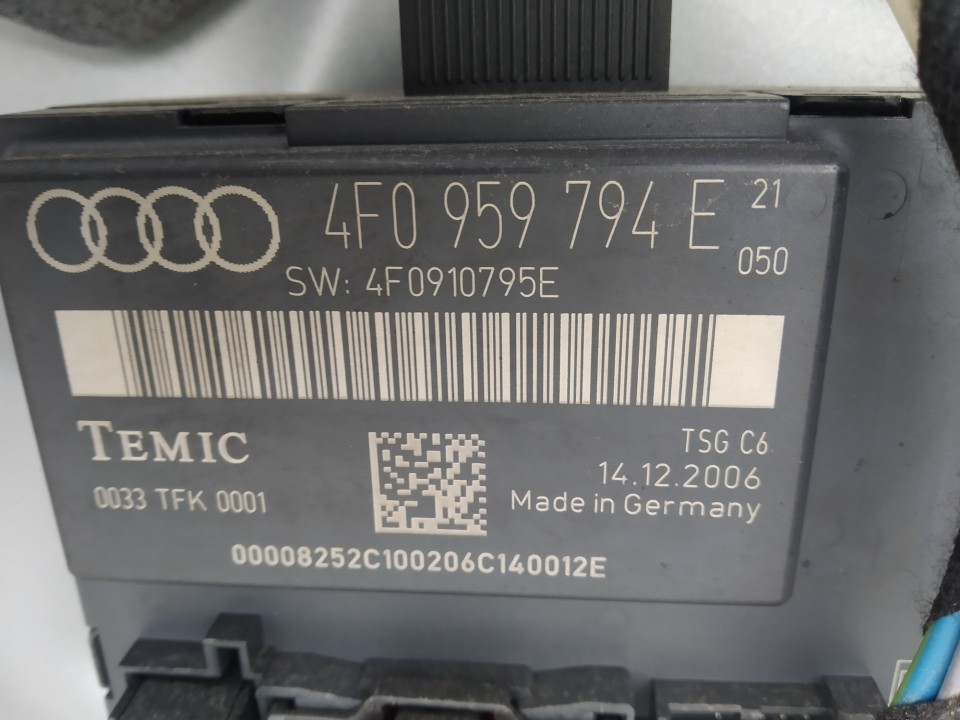 4F0 959 794 E 21
050
SW: 4F0910795E
TEMIC
TSG C6
14.12.2006
0033 TFK 0001
Made in Germany
00008252C100206C140012E